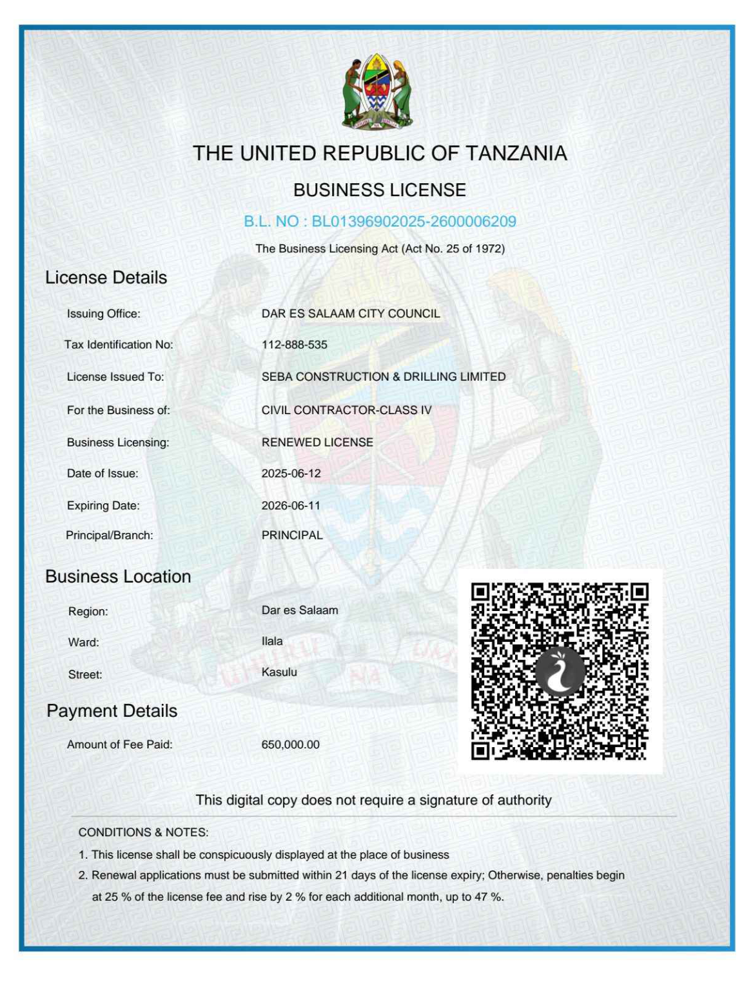 THE UNITED REPUBLIC OF TANZANIA
BUSINESS LICENSE
B.L. NO : BL01396902025-2600006209
The Business Licensing Act (Act No. 25 of 1972)
License Details
Issuing Office: DAR ES SALAAM CITY COUNCIL
Tax Identification No: 112-888-535
License Issued To: SEBA CONSTRUCTION & DRILLING LIMITED
For the Business of: CIVIL CONTRACTOR-CLASS IV
Business Licensing: RENEWED LICENSE
Date of Issue: 2025-06-12
Expiring Date: 2026-06-11
Principal/Branch: PRINCIPAL
Business Location
Region: Dar es Salaam
Ward: Ilala
Street: Kasulu
UHURU NA
Payment Details
Amount of Fee Paid: 650,000.00
This digital copy does not require a signature of authority
CONDITIONS & NOTES:
1. This license shall be conspicuously displayed at the place of business
2. Renewal applications must be submitted within 21 days of the license expiry; Otherwise, penalties begin
at 25 % of the license fee and rise by 2 % for each additional month, up to 47 %.